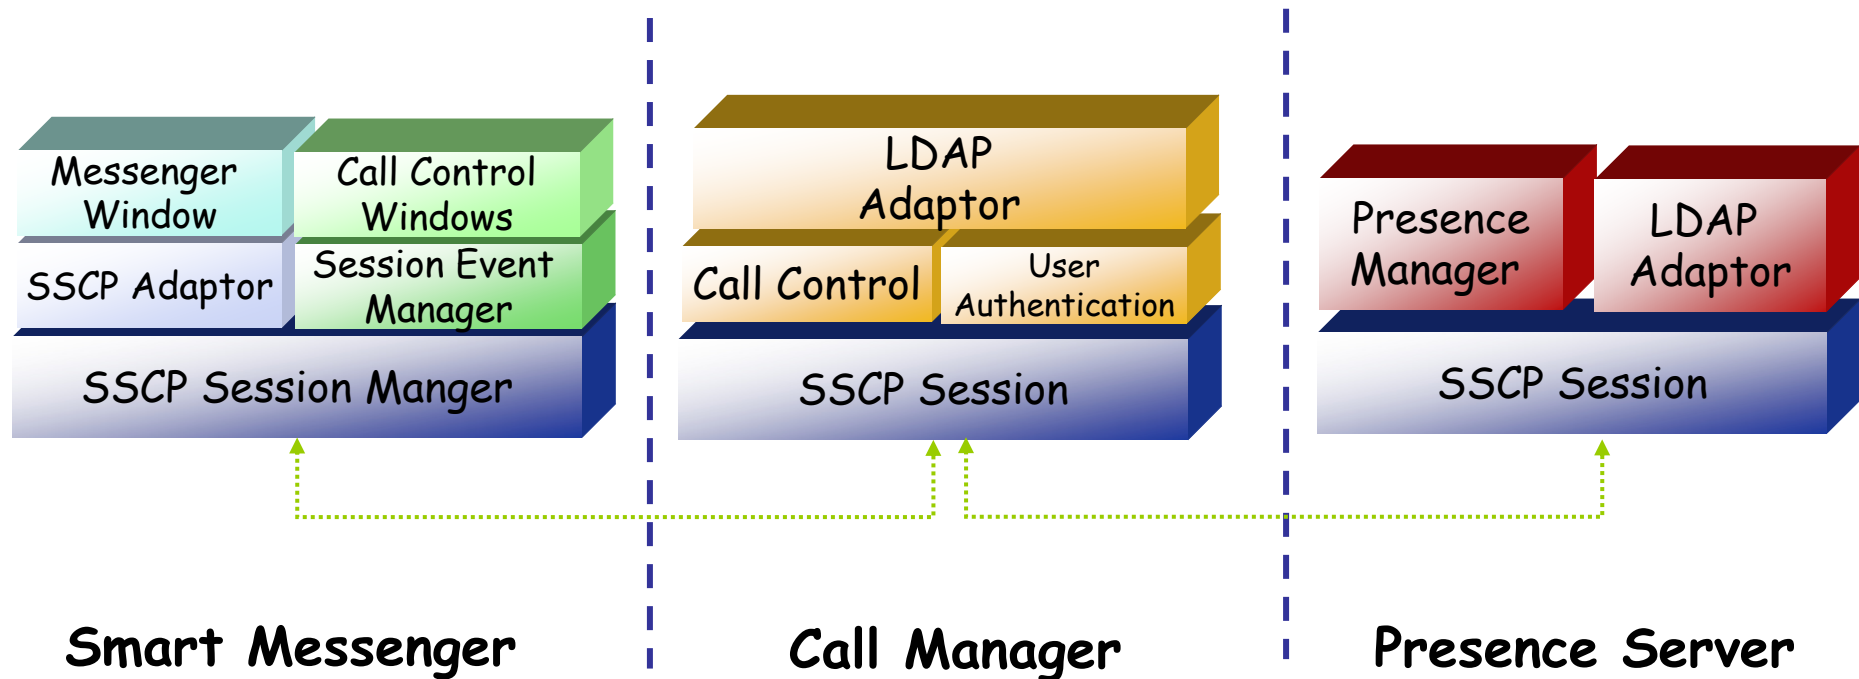 Messenger
Window
Call Control
Windows
SSCP Adaptor
Session Event
Manager
SSCP Session Manger
LDAP
Adaptor
Call Control
User
Authentication
SSCP Session
Presence
Manager
LDAP
Adaptor
SSCP Session
Smart Messenger
Call Manager
Presence Server